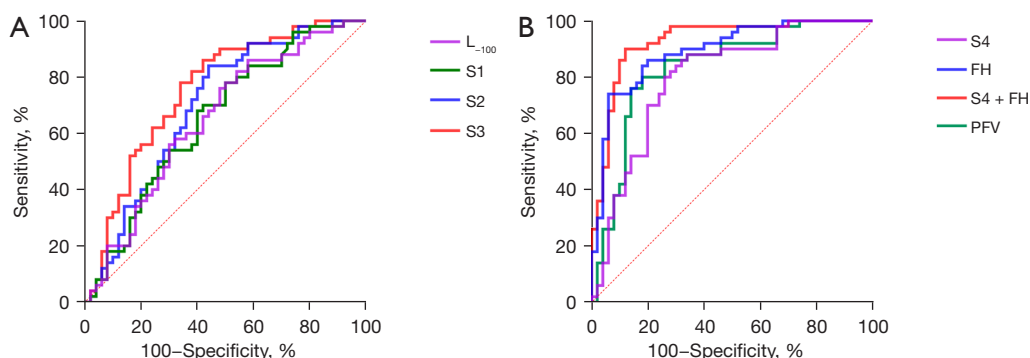 A
100
80
60
40
20
0
Sensitivity, %
0 20 40 60 80 100
100–Specificity, %
L₋₁₀₀
S1
S2
S3
B
100
80
60
40
20
0
Sensitivity, %
0 20 40 60 80 100
100–Specificity, %
S4
FH
S4 + FH
PFV